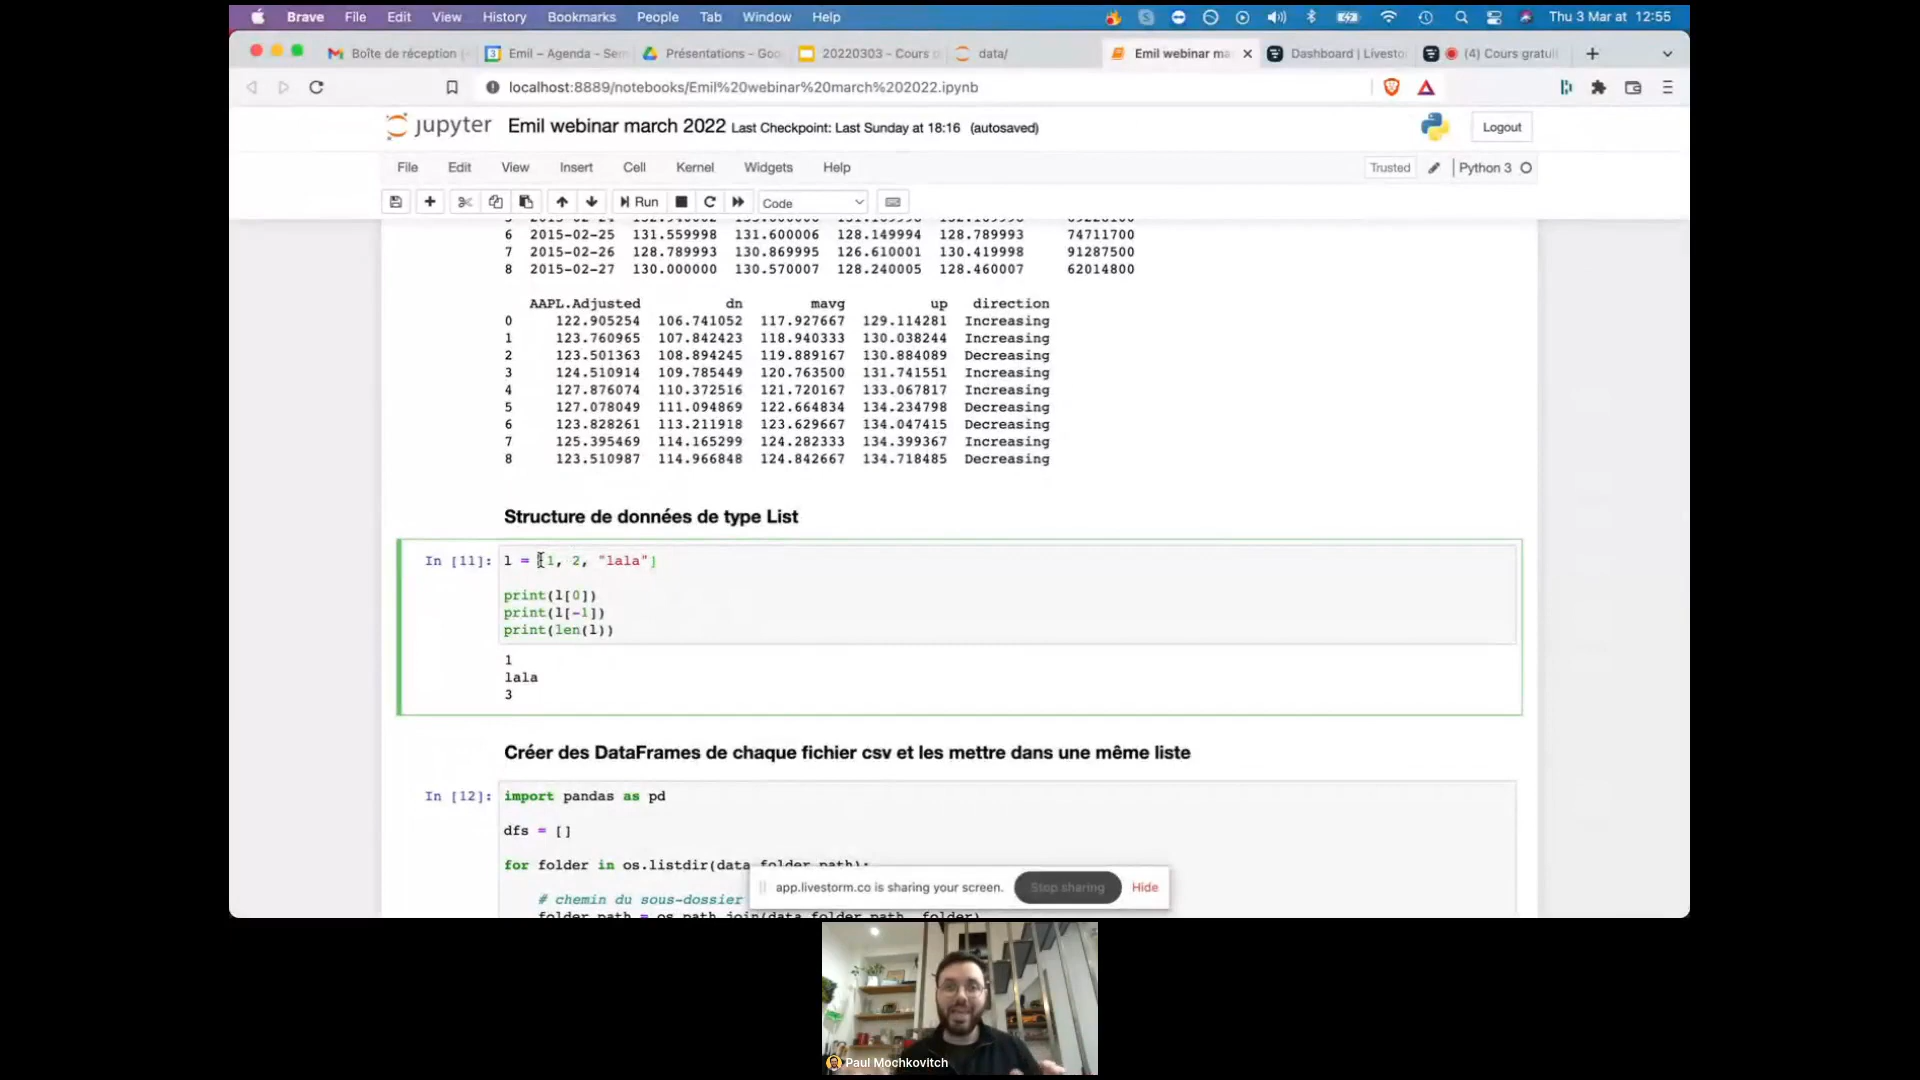 Brave File Edit View History Bookmarks People Tab Window Help Thu 3 Mar at 12:55
Boîte de réception ( Emil – Agenda - Sem Présentations - Goo 20220303 - Cours d data/ Emil webinar ma Dashboard | Livesto (4) Cours gratui
localhost:8889/notebooks/Emil%20webinar%20march%202022.ipynb
jupyter Emil webinar march 2022 Last Checkpoint: Last Sunday at 18:16 (autosaved) Logout
File Edit View Insert Cell Kernel Widgets Help Trusted Python 3
Run Code
6 2015-02-25 131.559998 131.600006 128.149994 128.789993 74711700
7 2015-02-26 128.789993 130.869995 126.610001 130.419998 91287500
8 2015-02-27 130.000000 130.570007 128.240005 128.460007 62014800
AAPL.Adjusted dn mavg up direction
0 122.905254 106.741052 117.927667 129.114281 Increasing
1 123.760965 107.842423 118.940333 130.038244 Increasing
2 123.501363 108.894245 119.889167 130.884089 Decreasing
3 124.510914 109.785449 120.763500 131.741551 Increasing
4 127.876074 110.372516 121.720167 133.067817 Increasing
5 127.078049 111.094869 122.664834 134.234798 Decreasing
6 123.828261 113.211918 123.629667 134.047415 Decreasing
7 125.395469 114.165299 124.282333 134.399367 Increasing
8 123.510987 114.966848 124.842667 134.718485 Decreasing
Structure de données de type List
In [11]: l = [1, 2, "lala"]
print(l[0])
print(l[-1])
print(len(l))
1
lala
3
Créer des DataFrames de chaque fichier csv et les mettre dans une même liste
In [12]: import pandas as pd
dfs = []
for folder in os.listdir(data_folder_path):
# chemin du sous-dossier
folder_path = os.path.join(data_folder_path, folder)
app.livestorm.co is sharing your screen. Stop sharing Hide
Paul Mochkovitch